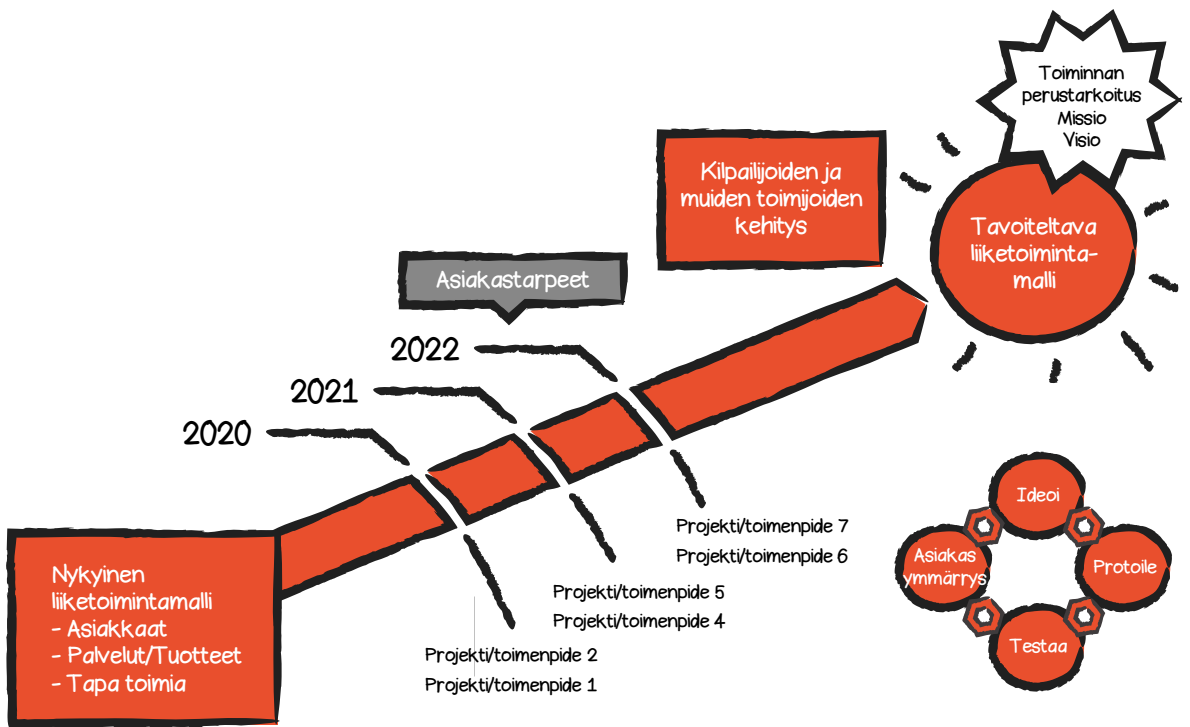 Toiminnan
perustarkoitus
Missio
Visio
Kilpailijoiden ja
muiden toimijoiden
kehitys
Tavoiteltava
liiketoiminta-
malli
Asiakastarpeet
2022
2021
2020
Nykyinen
liiketoimintamalli
- Asiakkaat
- Palvelut/Tuotteet
- Tapa toimia
Projekti/toimenpide 7
Projekti/toimenpide 6
Projekti/toimenpide 5
Projekti/toimenpide 4
Projekti/toimenpide 2
Projekti/toimenpide 1
Ideoi
Asiakas
ymmärrys
Protoile
Testaa